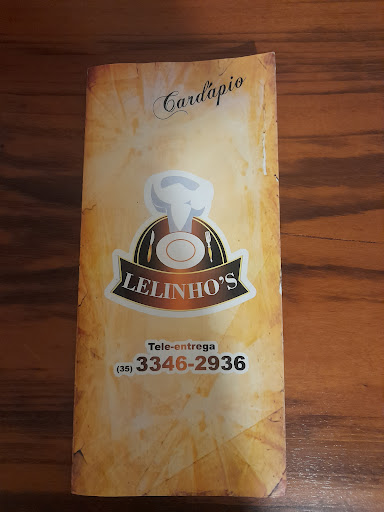 Cardápio
LELINHO'S
Tele-entrega
(35) 3346-2936